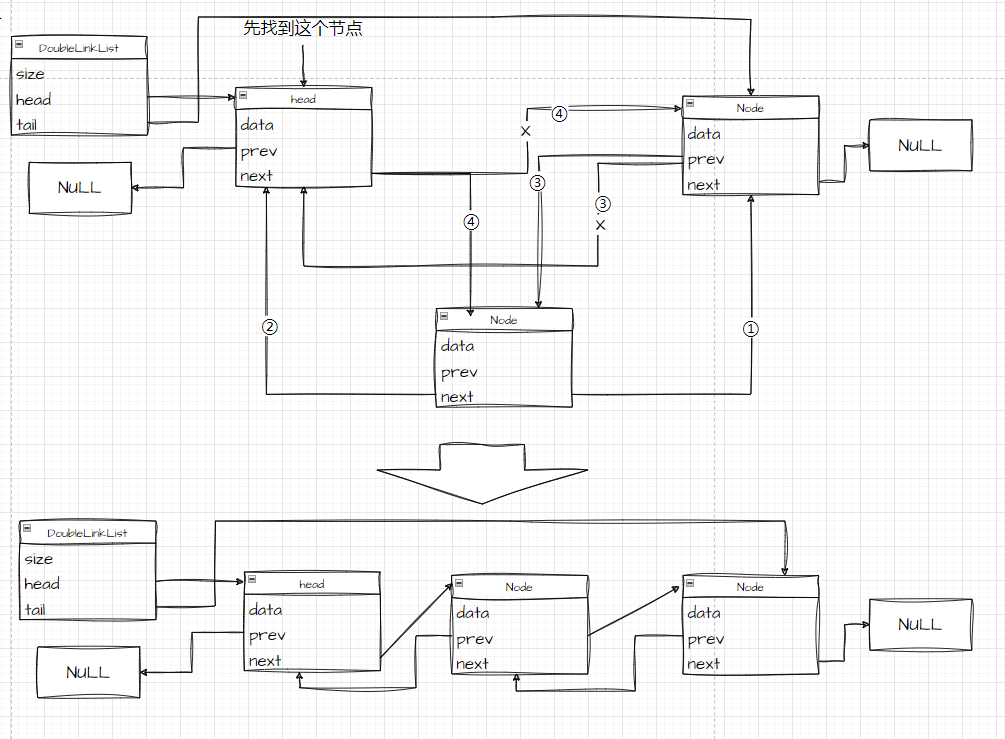 先找到这个节点
DoubleLinkList
size
head
tail
head
data
prev
next
Node
data
prev
next
NULL
NULL
④
X
③
③
X
④
②
①
Node
data
prev
next
DoubleLinkList
size
head
tail
head
data
prev
next
Node
data
prev
next
Node
data
prev
next
NULL
NULL